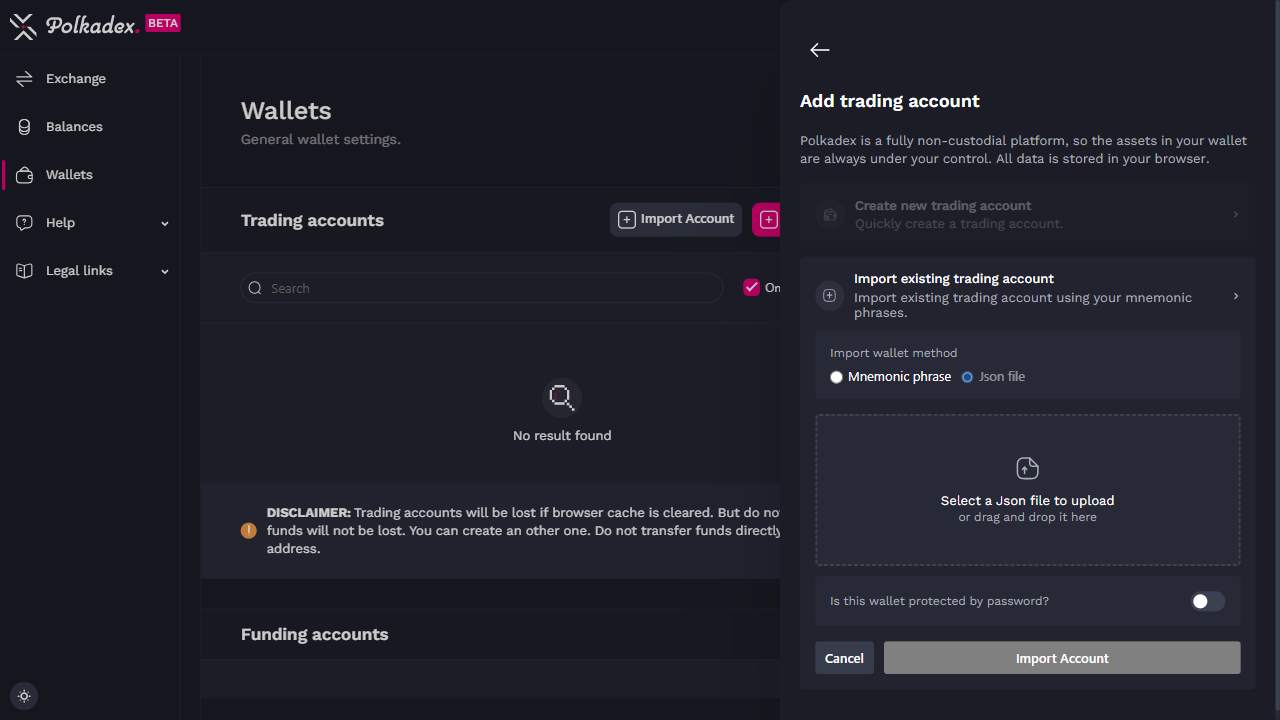 Polkadex. BETA
Exchange
Balances
Wallets
Help
Legal links
Wallets
General wallet settings.
Trading accounts
Import Account
Search
On
No result found
DISCLAIMER: Trading accounts will be lost if browser cache is cleared. But do no
funds will not be lost. You can create an other one. Do not transfer funds directly
address.
Funding accounts
Add trading account
Polkadex is a fully non-custodial platform, so the assets in your wallet
are always under your control. All data is stored in your browser.
Create new trading account
Quickly create a trading account.
Import existing trading account
Import existing trading account using your mnemonic
phrases.
Import wallet method
Mnemonic phrase Json file
Select a Json file to upload
or drag and drop it here
Is this wallet protected by password?
Cancel Import Account